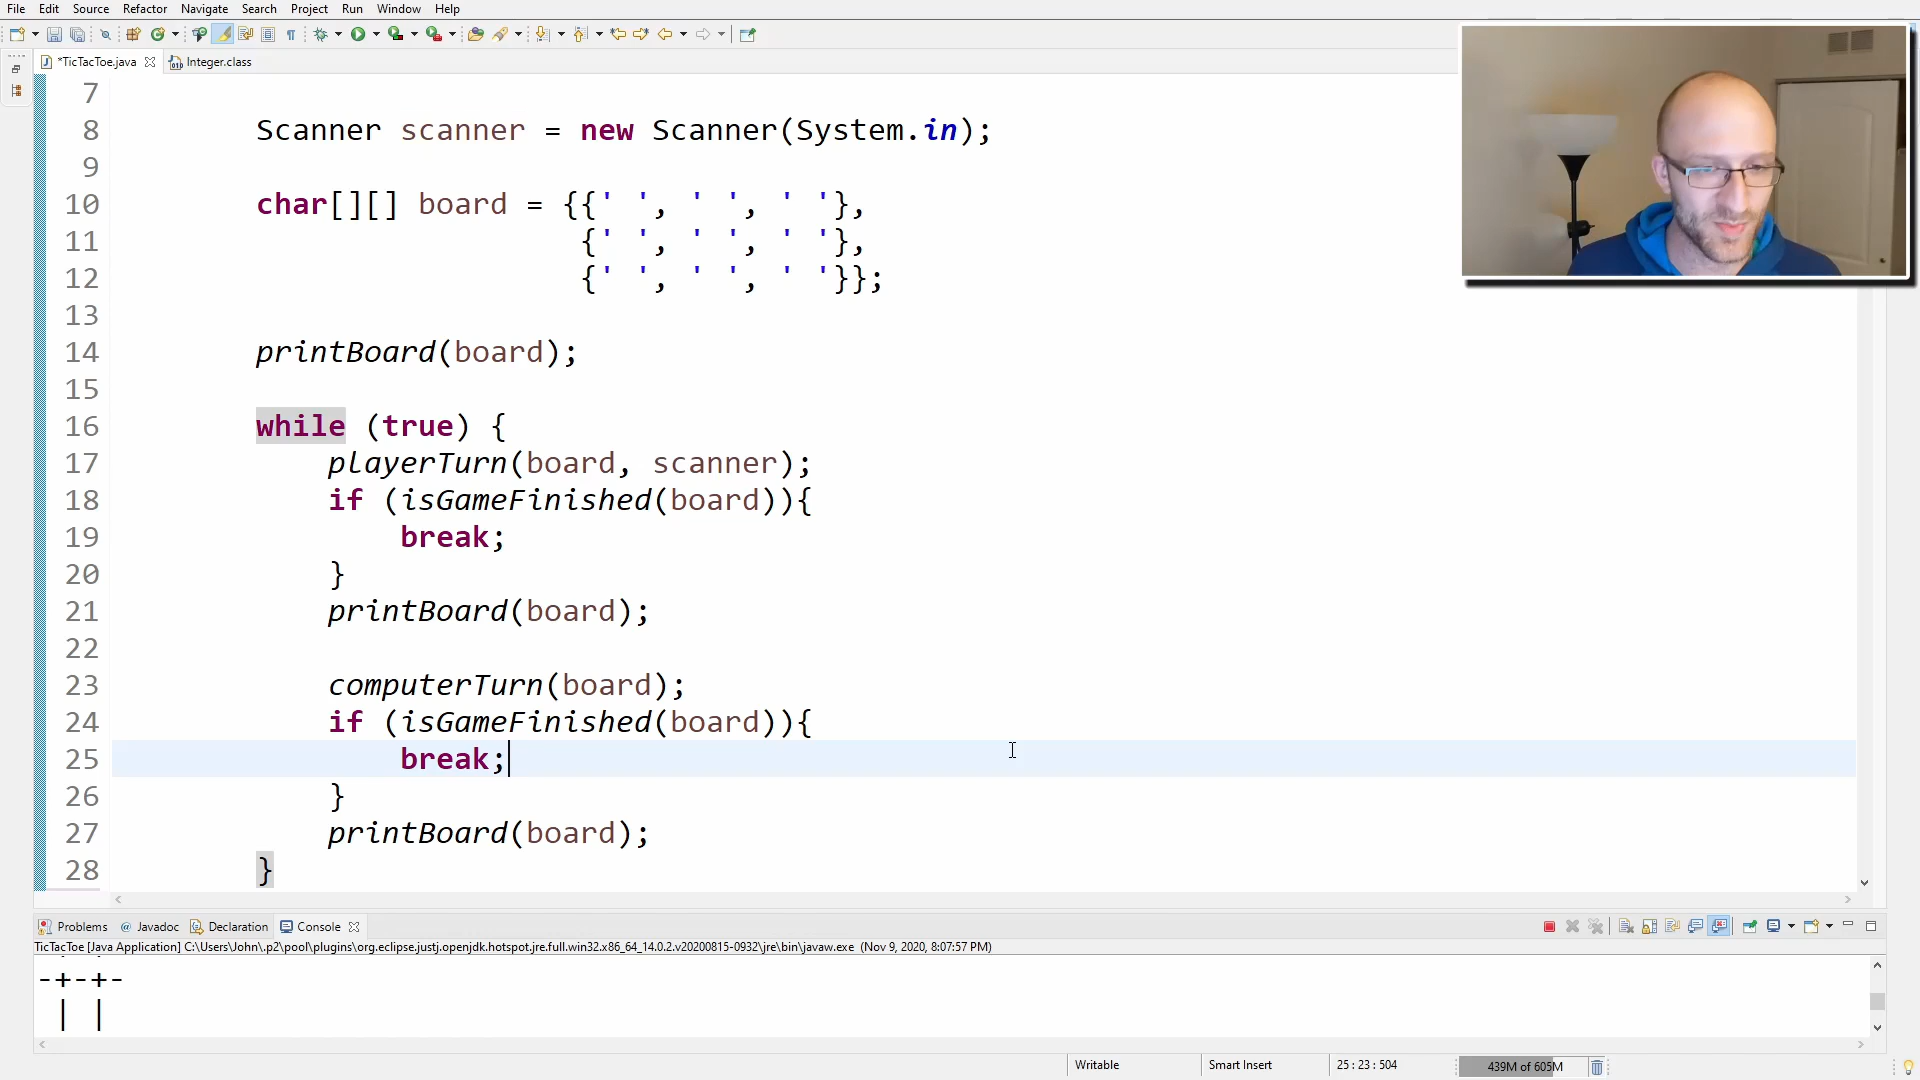 File Edit Source Refactor Navigate Search Project Run Window Help
*TicTacToe.java Integer.class
7
8 Scanner scanner = new Scanner(System.in);
9
10 char[][] board = {{' ', ' ', ' '},
11 {' ', ' ', ' '},
12 {' ', ' ', ' '}};
13
14 printBoard(board);
15
16 while (true) {
17 playerTurn(board, scanner);
18 if (isGameFinished(board)){
19 break;
20 }
21 printBoard(board);
22
23 computerTurn(board);
24 if (isGameFinished(board)){
25 break;
26 }
27 printBoard(board);
28 }
Problems @ Javadoc Declaration Console
TicTacToe [Java Application] C:\Users\John\.p2\pool\plugins\org.eclipse.justj.openjdk.hotspot.jre.full.win32.x86_64_14.0.2.v20200815-0932\jre\bin\javaw.exe (Nov 9, 2020, 8:07:57 PM)
-+-+-
| |
Writable Smart Insert 25 : 23 : 504 439M of 605M